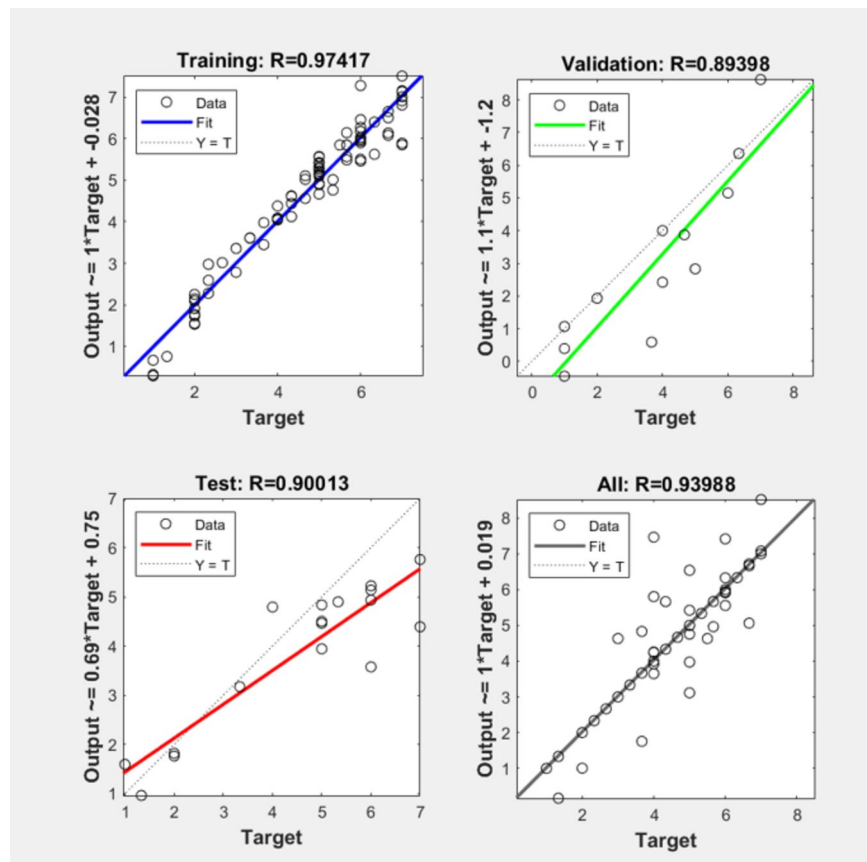 Training: R=0.97417
Output ~= 1*Target + -0.028
7
6
5
4
3
2
1
Data
Fit
Y = T
2
4
6
Target
Validation: R=0.89398
Output ~= 1.1*Target + -1.2
8
7
6
5
4
3
2
1
0
Data
Fit
Y = T
0
2
4
6
8
Target
Test: R=0.90013
Output ~= 0.69*Target + 0.75
7
6
5
4
3
2
1
Data
Fit
Y = T
1
2
3
4
5
6
7
Target
All: R=0.93988
Output ~= 1*Target + 0.019
8
7
6
5
4
3
2
1
Data
Fit
Y = T
2
4
6
8
Target